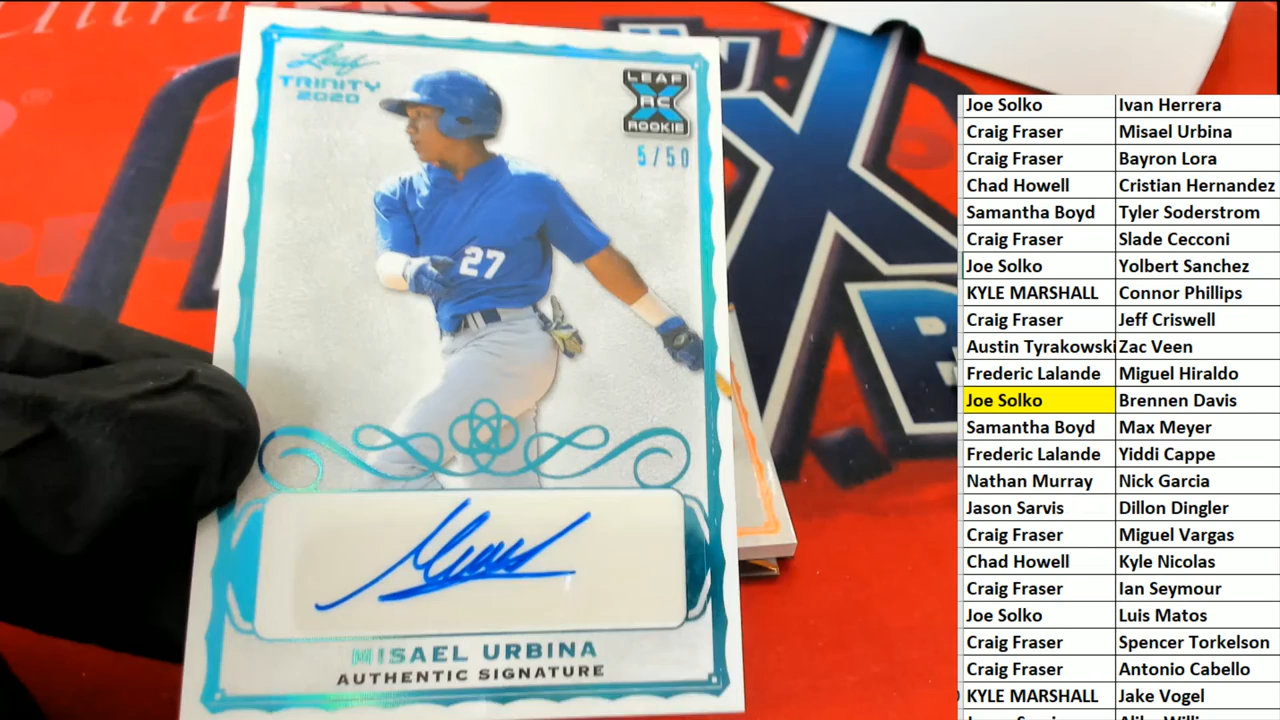 Leaf
TRINITY
2020
LEAF
X
RC
ROOKIE
5/50
27
MISAEL URBINA
AUTHENTIC SIGNATURE
Joe Solko Ivan Herrera
Craig Fraser Misael Urbina
Craig Fraser Bayron Lora
Chad Howell Cristian Hernandez
Samantha Boyd Tyler Soderstrom
Craig Fraser Slade Cecconi
Joe Solko Yolbert Sanchez
KYLE MARSHALL Connor Phillips
Craig Fraser Jeff Criswell
Austin Tyrakowski Zac Veen
Frederic Lalande Miguel Hiraldo
Joe Solko Brennen Davis
Samantha Boyd Max Meyer
Frederic Lalande Yiddi Cappe
Nathan Murray Nick Garcia
Jason Sarvis Dillon Dingler
Craig Fraser Miguel Vargas
Chad Howell Kyle Nicolas
Craig Fraser Ian Seymour
Joe Solko Luis Matos
Craig Fraser Spencer Torkelson
Craig Fraser Antonio Cabello
KYLE MARSHALL Jake Vogel